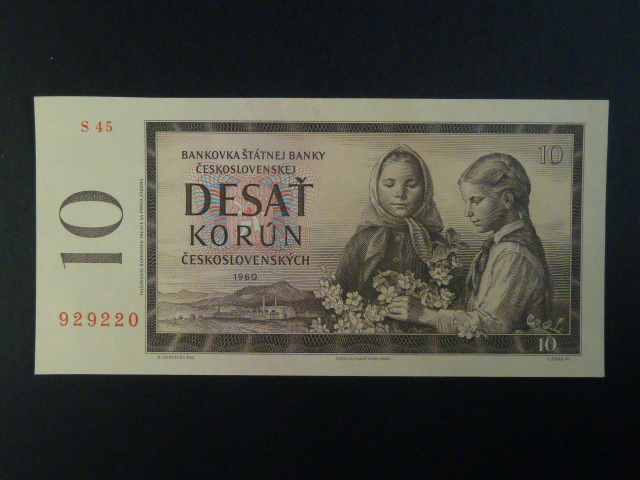 S 45
10
929220
BANKOVKA ŠTÁTNEJ BANKY
ČESKOSLOVENSKEJ
DESAŤ
KORÚN
ČESKOSLOVENSKÝCH
1960
10
10